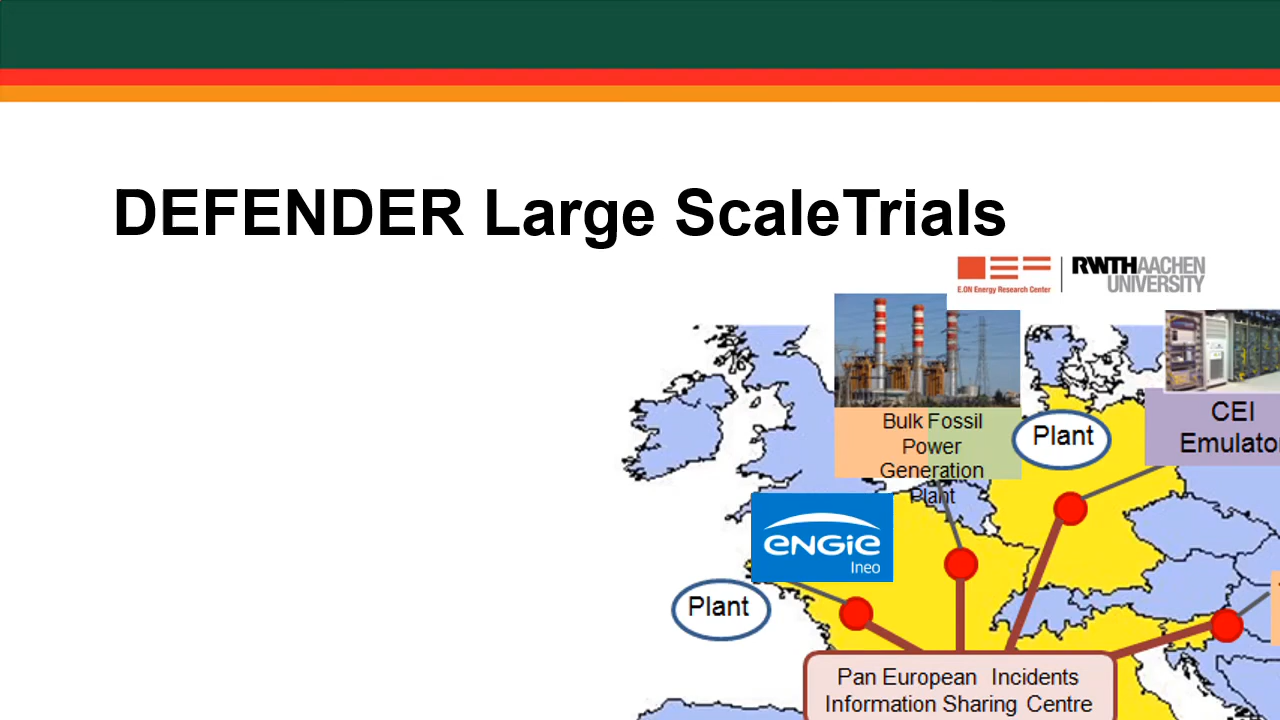 DEFENDER Large ScaleTrials
E.ON Energy Research Center
RWTHAACHEN
UNIVERSITY
Bulk Fossil
Power
Generation
Plant
Plant
CEI
Emulato
ENGIE
Ineo
Plant
Pan European Incidents
Information Sharing Centre